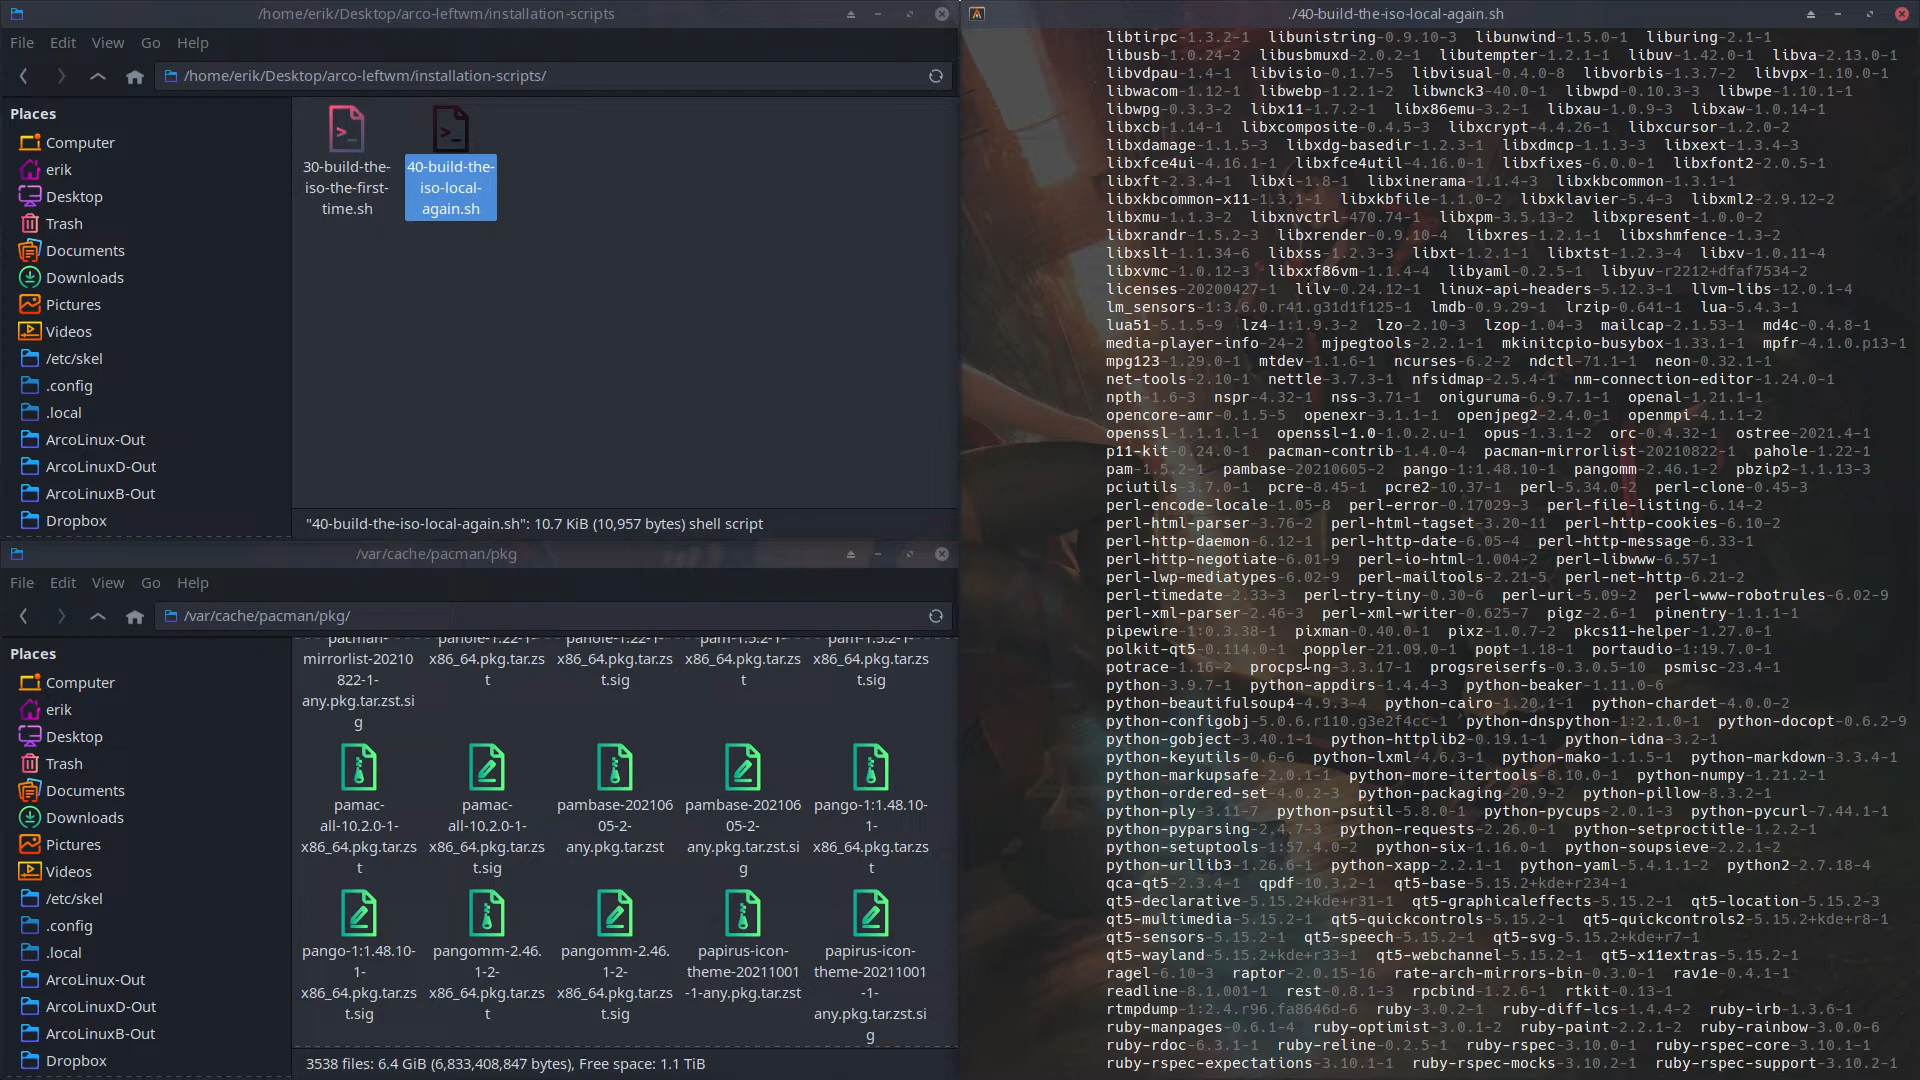 /home/erik/Desktop/arco-leftwm/installation-scripts
File Edit View Go Help
/home/erik/Desktop/arco-leftwm/installation-scripts/
Places
Computer
erik
Desktop
Trash
Documents
Downloads
Pictures
Videos
/etc/skel
.config
.local
ArcoLinux-Out
ArcoLinuxD-Out
ArcoLinuxB-Out
Dropbox
30-build-the-
iso-the-first-
time.sh
40-build-the-
iso-local-
again.sh
"40-build-the-iso-local-again.sh": 10.7 KiB (10,957 bytes) shell script
/var/cache/pacman/pkg
File Edit View Go Help
/var/cache/pacman/pkg/
Places
Computer
erik
Desktop
Trash
Documents
Downloads
Pictures
Videos
/etc/skel
.config
.local
ArcoLinux-Out
ArcoLinuxD-Out
ArcoLinuxB-Out
Dropbox
pacman- pahole-1.22-1- pahole-1.22-1- pam-1.5.2-1- pam-1.5.2-1-
mirrorlist-20210 x86_64.pkg.tar.zs x86_64.pkg.tar.zs x86_64.pkg.tar.zs x86_64.pkg.tar.zs
822-1- t t.sig t t.sig
any.pkg.tar.zst.si
g
pamac- pamac- pambase-202106 pambase-202106 pango-1:1.48.10-
all-10.2.0-1- all-10.2.0-1- 05-2- 05-2- 1-
x86_64.pkg.tar.zs x86_64.pkg.tar.zs any.pkg.tar.zst any.pkg.tar.zst.si x86_64.pkg.tar.zs
t t.sig g t
pango-1:1.48.10- pangomm-2.46. pangomm-2.46. papirus-icon- papirus-icon-
1- 1-2- 1-2- theme-20211001 theme-20211001
x86_64.pkg.tar.zs x86_64.pkg.tar.zs x86_64.pkg.tar.zs -1-any.pkg.tar.zst -1-
t.sig t t.sig any.pkg.tar.zst.si
g
3538 files: 6.4 GiB (6,833,408,847 bytes), Free space: 1.1 TiB
./40-build-the-iso-local-again.sh
libtirpc-1.3.2-1 libunistring-0.9.10-3 libunwind-1.5.0-1 liburing-2.1-1
libusb-1.0.24-2 libusbmuxd-2.0.2-1 libutempter-1.2.1-1 libuv-1.42.0-1 libva-2.13.0-1
libvdpau-1.4-1 libvisio-0.1.7-5 libvisual-0.4.0-8 libvorbis-1.3.7-2 libvpx-1.10.0-1
libwacom-1.12-1 libwebp-1.2.1-2 libwnck3-40.0-1 libwpd-0.10.3-3 libwpe-1.10.1-1
libwpg-0.3.3-2 libx11-1.7.2-1 libx86emu-3.2-1 libxau-1.0.9-3 libxaw-1.0.14-1
libxcb-1.14-1 libxcomposite-0.4.5-3 libxcrypt-4.4.26-1 libxcursor-1.2.0-2
libxdamage-1.1.5-3 libxdg-basedir-1.2.3-1 libxdmcp-1.1.3-3 libxext-1.3.4-3
libxfce4ui-4.16.1-1 libxfce4util-4.16.0-1 libxfixes-6.0.0-1 libxfont2-2.0.5-1
libxft-2.3.4-1 libxi-1.8-1 libxinerama-1.1.4-3 libxkbcommon-1.3.1-1
libxkbcommon-x11-1.3.1-1 libxkbfile-1.1.0-2 libxklavier-5.4-3 libxml2-2.9.12-2
libxmu-1.1.3-2 libxnvctrl-470.74-1 libxpm-3.5.13-2 libxpresent-1.0.0-2
libxrandr-1.5.2-3 libxrender-0.9.10-4 libxres-1.2.1-1 libxshmfence-1.3-2
libxslt-1.1.34-6 libxss-1.2.3-3 libxt-1.2.1-1 libxtst-1.2.3-4 libxv-1.0.11-4
libxvmc-1.0.12-3 libxxf86vm-1.1.4-4 libyaml-0.2.5-1 libyuv-r2212+dfaf7534-2
licenses-20200427-1 lilv-0.24.12-1 linux-api-headers-5.12.3-1 llvm-libs-12.0.1-4
lm_sensors-1:3.6.0.r41.g31d1f125-1 lmdb-0.9.29-1 lrzip-0.641-1 lua-5.4.3-1
lua51-5.1.5-9 lz4-1:1.9.3-2 lzo-2.10-3 lzop-1.04-3 mailcap-2.1.53-1 md4c-0.4.8-1
media-player-info-24-2 mjpegtools-2.2.1-1 mkinitcpio-busybox-1.33.1-1 mpfr-4.1.0.p13-1
mpg123-1.29.0-1 mtdev-1.1.6-1 ncurses-6.2-2 ndctl-71.1-1 neon-0.32.1-1
net-tools-2.10-1 nettle-3.7.3-1 nfsidmap-2.5.4-1 nm-connection-editor-1.24.0-1
npth-1.6-3 nspr-4.32-1 nss-3.71-1 oniguruma-6.9.7.1-1 openal-1.21.1-1
opencore-amr-0.1.5-5 openexr-3.1.1-1 openjpeg2-2.4.0-1 openmpi-4.1.1-2
openssl-1.1.1.l-1 openssl-1.0-1.0.2.u-1 opus-1.3.1-2 orc-0.4.32-1 ostree-2021.4-1
p11-kit-0.24.0-1 pacman-contrib-1.4.0-4 pacman-mirrorlist-20210822-1 pahole-1.22-1
pam-1.5.2-1 pambase-20210605-2 pango-1:1.48.10-1 pangomm-2.46.1-2 pbzip2-1.1.13-3
pciutils-3.7.0-1 pcre-8.45-1 pcre2-10.37-1 perl-5.34.0-2 perl-clone-0.45-3
perl-encode-locale-1.05-8 perl-error-0.17029-3 perl-file-listing-6.14-2
perl-html-parser-3.76-2 perl-html-tagset-3.20-11 perl-http-cookies-6.10-2
perl-http-daemon-6.12-1 perl-http-date-6.05-4 perl-http-message-6.33-1
perl-http-negotiate-6.01-9 perl-io-html-1.004-2 perl-libwww-6.57-1
perl-lwp-mediatypes-6.02-9 perl-mailtools-2.21-5 perl-net-http-6.21-2
perl-timedate-2.33-3 perl-try-tiny-0.30-6 perl-uri-5.09-2 perl-www-robotrules-6.02-9
perl-xml-parser-2.46-3 perl-xml-writer-0.625-7 pigz-2.6-1 pinentry-1.1.1-1
pipewire-1:0.3.38-1 pixman-0.40.0-1 pixz-1.0.7-2 pkcs11-helper-1.27.0-1
polkit-qt5-0.114.0-1 poppler-21.09.0-1 popt-1.18-1 portaudio-1:19.7.0-1
potrace-1.16-2 procps-ng-3.3.17-1 progsreiserfs-0.3.0.5-10 psmisc-23.4-1
python-3.9.7-1 python-appdirs-1.4.4-3 python-beaker-1.11.0-6
python-beautifulsoup4-4.9.3-4 python-cairo-1.20.1-1 python-chardet-4.0.0-2
python-configobj-5.0.6.r110.g3e2f4cc-1 python-dnspython-1:2.1.0-1 python-docopt-0.6.2-9
python-gobject-3.40.1-1 python-httplib2-0.19.1-1 python-idna-3.2-1
python-keyutils-0.6-6 python-lxml-4.6.3-1 python-mako-1.1.5-1 python-markdown-3.3.4-1
python-markupsafe-2.0.1-1 python-more-itertools-8.10.0-1 python-numpy-1.21.2-1
python-ordered-set-4.0.2-3 python-packaging-20.9-2 python-pillow-8.3.2-1
python-ply-3.11-7 python-psutil-5.8.0-1 python-pycups-2.0.1-3 python-pycurl-7.44.1-1
python-pyparsing-2.4.7-3 python-requests-2.26.0-1 python-setproctitle-1.2.2-1
python-setuptools-1:57.4.0-2 python-six-1.16.0-1 python-soupsieve-2.2.1-2
python-urllib3-1.26.6-1 python-xapp-2.2.1-1 python-yaml-5.4.1.1-2 python2-2.7.18-4
qca-qt5-2.3.4-1 qpdf-10.3.2-1 qt5-base-5.15.2+kde+r234-1
qt5-declarative-5.15.2+kde+r31-1 qt5-graphicaleffects-5.15.2-1 qt5-location-5.15.2-3
qt5-multimedia-5.15.2-1 qt5-quickcontrols-5.15.2-1 qt5-quickcontrols2-5.15.2+kde+r8-1
qt5-sensors-5.15.2-1 qt5-speech-5.15.2-1 qt5-svg-5.15.2+kde+r7-1
qt5-wayland-5.15.2+kde+r33-1 qt5-webchannel-5.15.2-1 qt5-x11extras-5.15.2-1
ragel-6.10-3 raptor-2.0.15-16 rate-arch-mirrors-bin-0.3.0-1 rav1e-0.4.1-1
readline-8.1.001-1 rest-0.8.1-3 rpcbind-1.2.6-1 rtkit-0.13-1
rtmpdump-1:2.4.r96.fa8646d-6 ruby-3.0.2-1 ruby-diff-lcs-1.4.4-2 ruby-irb-1.3.6-1
ruby-manpages-0.6.1-4 ruby-optimist-3.0.1-2 ruby-paint-2.2.1-2 ruby-rainbow-3.0.0-6
ruby-rdoc-6.3.1-1 ruby-reline-0.2.5-1 ruby-rspec-3.10.0-1 ruby-rspec-core-3.10.1-1
ruby-rspec-expectations-3.10.1-1 ruby-rspec-mocks-3.10.2-1 ruby-rspec-support-3.10.2-1